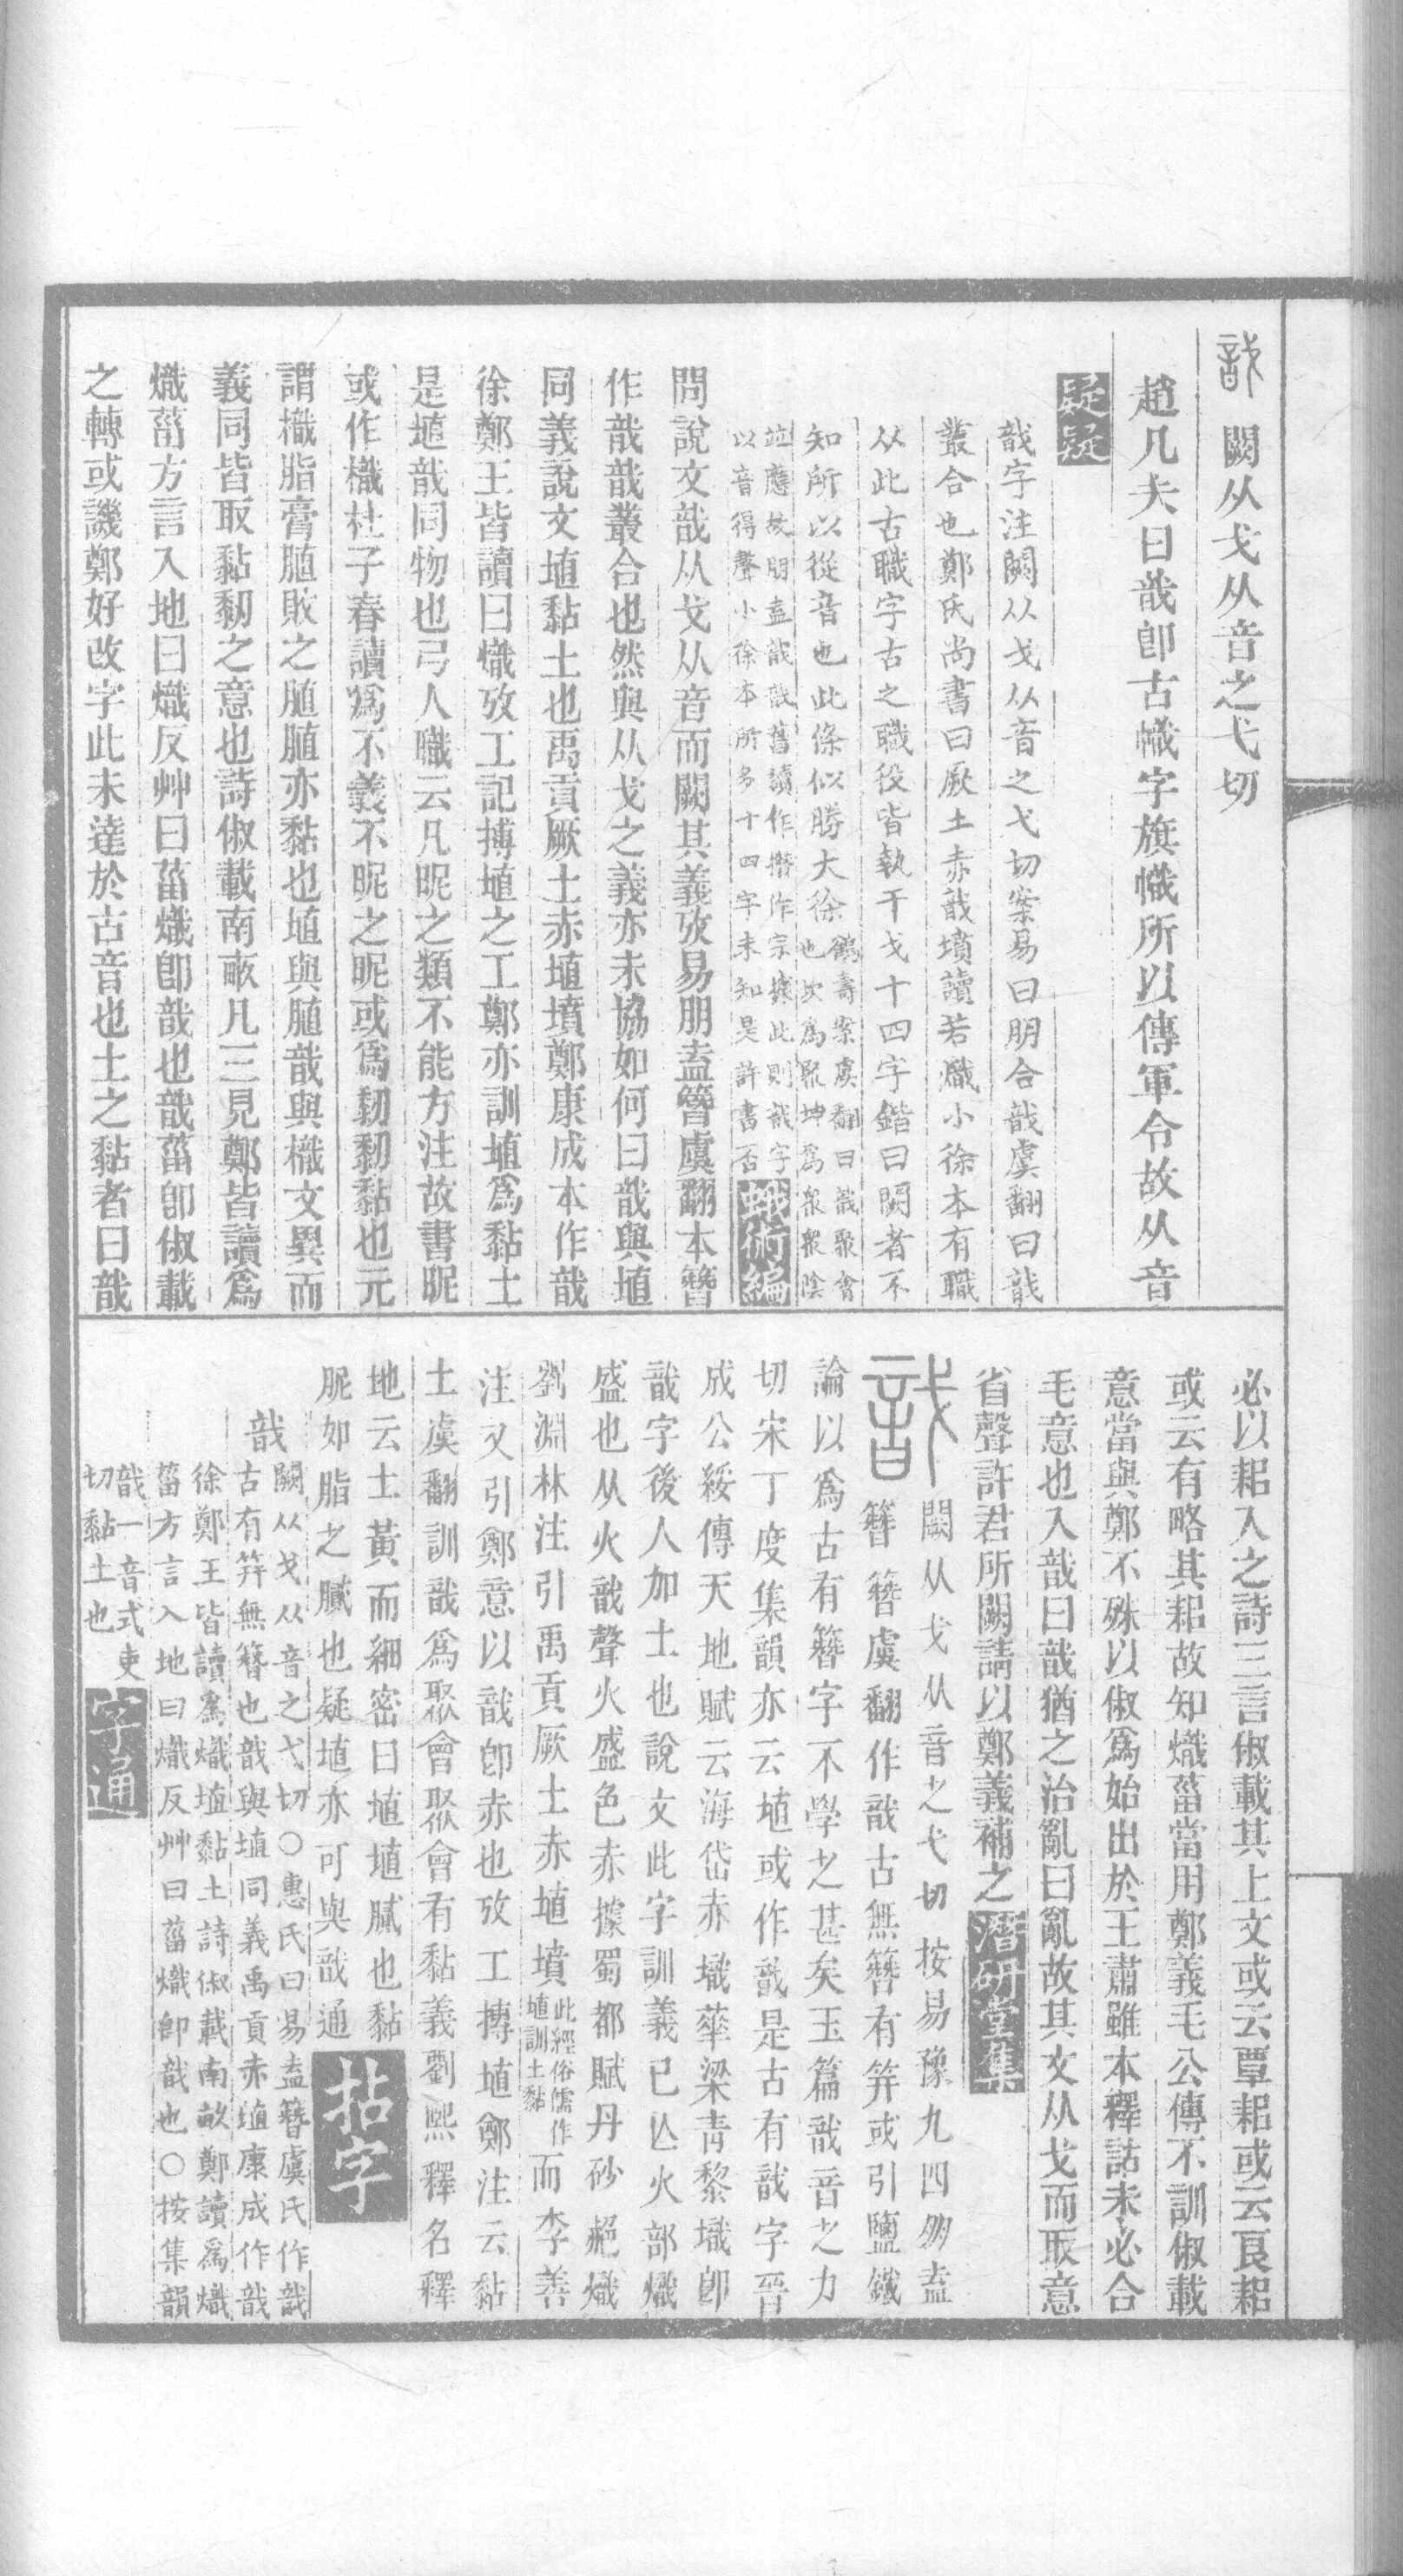 戠 闕从戈从音之弋切
趙凡夫曰戠卽古幟字旗幟所以傳軍令故从音
疑疑
戠字注闕从戈从音之弋切案易曰朋合戠虞翻曰戠
叢合也鄭氏尚書曰厥土赤戠墳讀若熾小徐本有職
从此古職字古之職役皆執干戈十四字鍇曰闕者不
知所以從音也此條似勝大徐鶴壽案虞翻曰戠聚會
也坎爲聚坤爲眾眾陰
竝應故朋盍戠戠舊讀作撍作宗據此則戠字
以音得聲小徐本所多十四字未知是許書否蛾術編
問說文戠从戈从音而闕其義攷易朋盍簪虞翻本簪
作戠戠叢合也然與从戈之義亦未協如何曰戠與埴
同義說文埴黏土也禹貢厥土赤埴墳鄭康成本作戠
徐鄭王皆讀曰熾攷工記搏埴之工鄭亦訓埴爲黏土
是埴戠同物也弓人職云凡昵之類不能方注故書昵
或作樴杜子春讀爲不義不昵之昵或爲䵑䵑黏也元
謂樴脂膏䐈敗之䐈䐈亦黏也埴與䐈戠與樴文異而
義同皆取黏䵑之意也詩俶載南畝凡三見鄭皆讀爲
熾菑方言入地曰熾反艸曰菑熾卽戠也戠菑卽俶載
之轉或譏鄭好改字此未達於古音也土之黏者曰戠
必以耜入之詩三言俶載其上文或云覃耜或云良耜
或云有略其耜故知熾菑當用鄭義毛公傳不訓俶載
意當與鄭不殊以俶爲始出於王肅雖本釋詁未必合
毛意也入戠曰戠猶之治亂曰亂故其文从戈而取意
省聲許君所闕請以鄭義補之潛研堂集
戠 闕从戈从音之弋切 按易豫九四朋盍
簪簪虞翻作戠古無簪有笄或引鹽鐵
論以爲古有簪字不學之甚矣玉篇戠音之力
切宋丁度集韻亦云埴或作戠是古有戠字晉
成公綏傳天地賦云海岱赤熾華梁青黎熾卽
戠字後人加土也說文此字訓義已亾火部熾
盛也从火戠聲火盛色赤據蜀都賦丹砂赩熾
劉淵林注引禹貢厥土赤埴墳此經俗儒作
埴訓土黏而李善
注又引鄭意以戠卽赤也攷工摶埴鄭注云黏
土虞翻訓戠爲聚會聚會有黏義劉熙釋名釋
地云土黃而細密曰埴埴膩也黏
昵如脂之膩也疑埴亦可與戠通拈字
戠闕从戈从音之弋切○惠氏曰易盍簪虞氏作戠
古有笄無簪也戠與埴同義禹貢赤埴康成作戠
徐鄭王皆讀爲熾埴黏土詩俶載南畝鄭讀爲熾
菑方言入地曰熾反艸曰菑熾卽戠也○按集韻
戠一音式吏
切黏土也字通